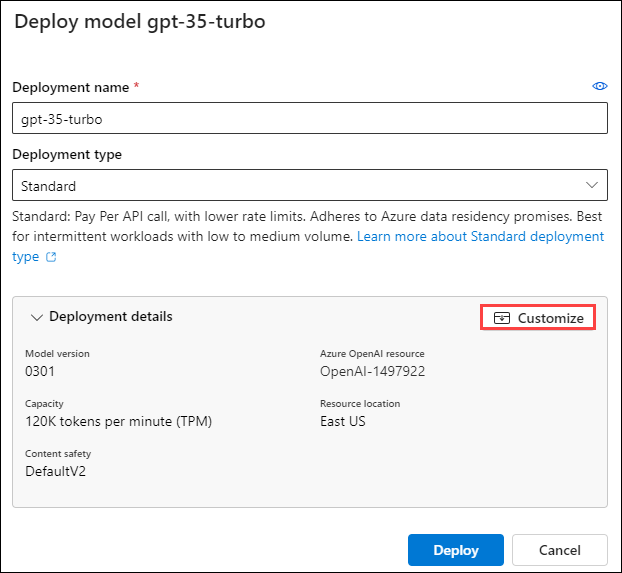 Deploy model gpt-35-turbo
Deployment name *
gpt-35-turbo
Deployment type
Standard
Standard: Pay Per API call, with lower rate limits. Adheres to Azure data residency promises. Best
for intermittent workloads with low to medium volume. Learn more about Standard deployment
type
Deployment details
Customize
Model version
Azure OpenAI resource
0301
OpenAI-1497922
Capacity
Resource location
120K tokens per minute (TPM)
East US
Content safety
DefaultV2
Deploy
Cancel